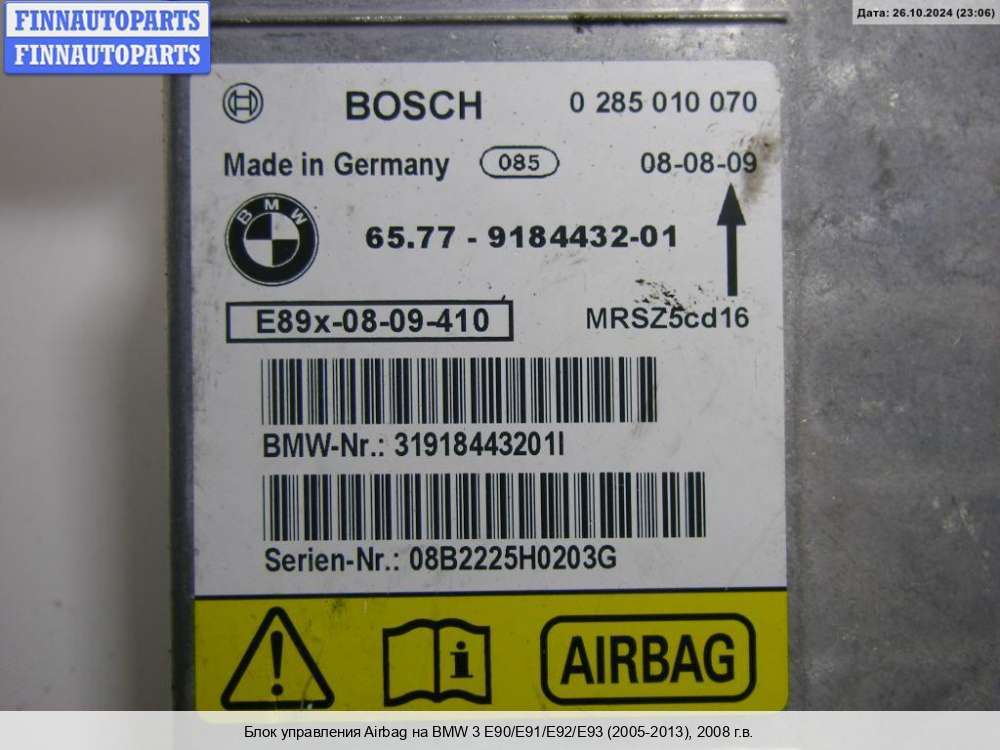 FINNAUTOPARTS
FINNAUTOPARTS
Дата: 26.10.2024 (23:06)
BOSCH 0 285 010 070
Made in Germany 085 08-08-09
BMW 65.77 - 9184432-01
E89x-08-09-410 MRSZ5cd16
BMW-Nr.: 31918443201I
Serien-Nr.: 08B2225H0203G
! i AIRBAG
Блок управления Airbag на BMW 3 E90/E91/E92/E93 (2005-2013), 2008 г.в.